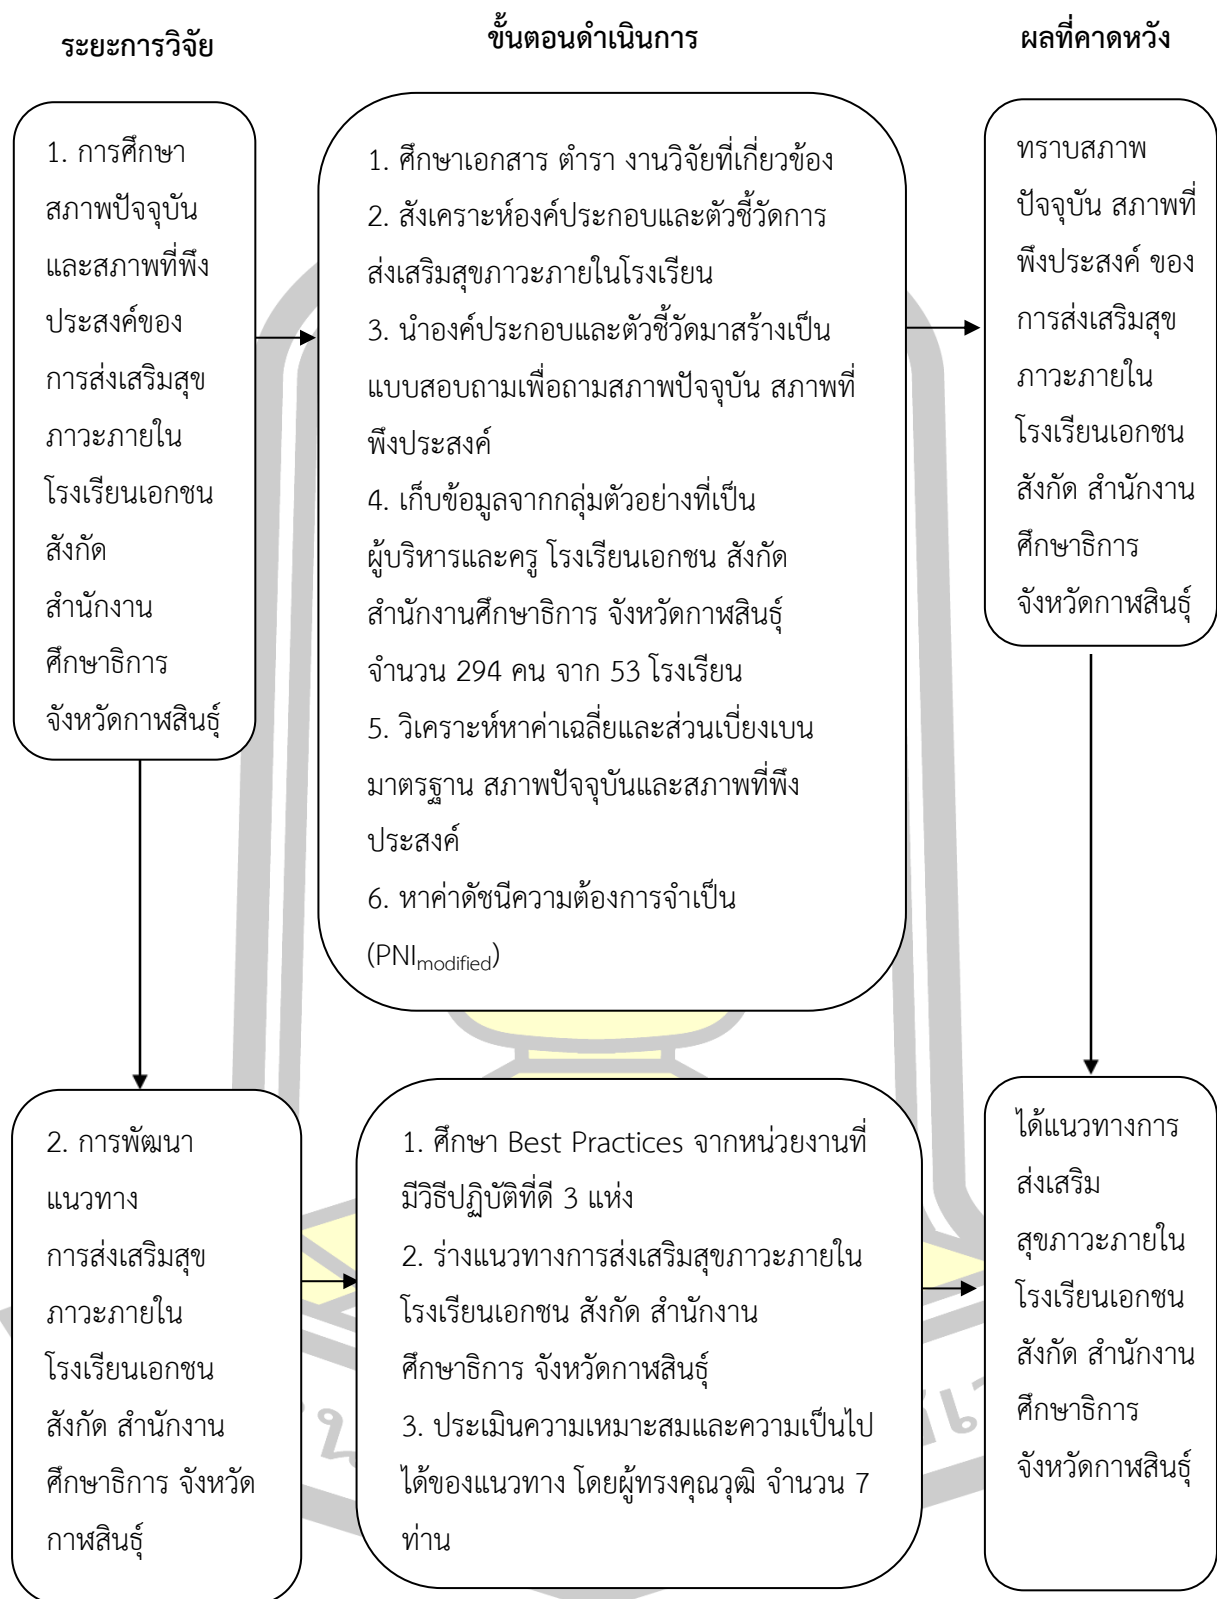 ระยะการวิจัย
ขั้นตอนดำเนินการ
ผลที่คาดหวัง
1. การศึกษา
สภาพปัจจุบัน
และสภาพที่พึง
ประสงค์ของ
การส่งเสริมสุข
ภาวะภายใน
โรงเรียนเอกชน
สังกัด
สำนักงาน
ศึกษาธิการ
จังหวัดกาฬสินธุ์
1. ศึกษาเอกสาร ตำรา งานวิจัยที่เกี่ยวข้อง
2. สังเคราะห์องค์ประกอบและตัวชี้วัดการ
ส่งเสริมสุขภาวะภายในโรงเรียน
3. นำองค์ประกอบและตัวชี้วัดมาสร้างเป็น
แบบสอบถามเพื่อถามสภาพปัจจุบัน สภาพที่
พึงประสงค์
4. เก็บข้อมูลจากกลุ่มตัวอย่างที่เป็น
ผู้บริหารและครู โรงเรียนเอกชน สังกัด
สำนักงานศึกษาธิการ จังหวัดกาฬสินธุ์
จำนวน 294 คน จาก 53 โรงเรียน
5. วิเคราะห์หาค่าเฉลี่ยและส่วนเบี่ยงเบน
มาตรฐาน สภาพปัจจุบันและสภาพที่พึง
ประสงค์
6. หาค่าดัชนีความต้องการจำเป็น
(PNImodified)
ทราบสภาพ
ปัจจุบัน สภาพที่
พึงประสงค์ ของ
การส่งเสริมสุข
ภาวะภายใน
โรงเรียนเอกชน
สังกัด สำนักงาน
ศึกษาธิการ
จังหวัดกาฬสินธุ์
2. การพัฒนา
แนวทาง
การส่งเสริมสุข
ภาวะภายใน
โรงเรียนเอกชน
สังกัด สำนักงาน
ศึกษาธิการ จังหวัด
กาฬสินธุ์
1. ศึกษา Best Practices จากหน่วยงานที่
มีวิธีปฏิบัติที่ดี 3 แห่ง
2. ร่างแนวทางการส่งเสริมสุขภาวะภายใน
โรงเรียนเอกชน สังกัด สำนักงาน
ศึกษาธิการ จังหวัดกาฬสินธุ์
3. ประเมินความเหมาะสมและความเป็นไป
ได้ของแนวทาง โดยผู้ทรงคุณวุฒิ จำนวน 7
ท่าน
ได้แนวทางการ
ส่งเสริม
สุขภาวะภายใน
โรงเรียนเอกชน
สังกัด สำนักงาน
ศึกษาธิการ
จังหวัดกาฬสินธุ์